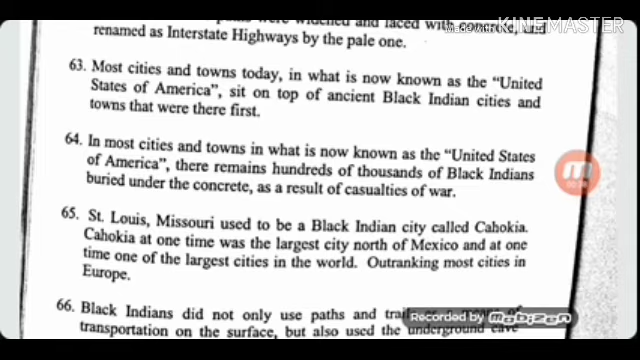 were widened and laced with concrete, and
KINEMASTER
renamed as Interstate Highways by the pale one.
63. Most cities and towns today, in what is now known as the "United
States of America", sit on top of ancient Black Indian cities and
towns that were there first.
64. In most cities and towns in what is now known as the "United States
of America", there remains hundreds of thousands of Black Indians
buried under the concrete, as a result of casualties of war.
65. St. Louis, Missouri used to be a Black Indian city called Cahokia.
Cahokia at one time was the largest city north of Mexico and at one
time one of the largest cities in the world. Outranking most cities in
Europe.
66. Black Indians did not only use paths and
Recorded by Mobizen
transportation on the surface, but also used the underground cave